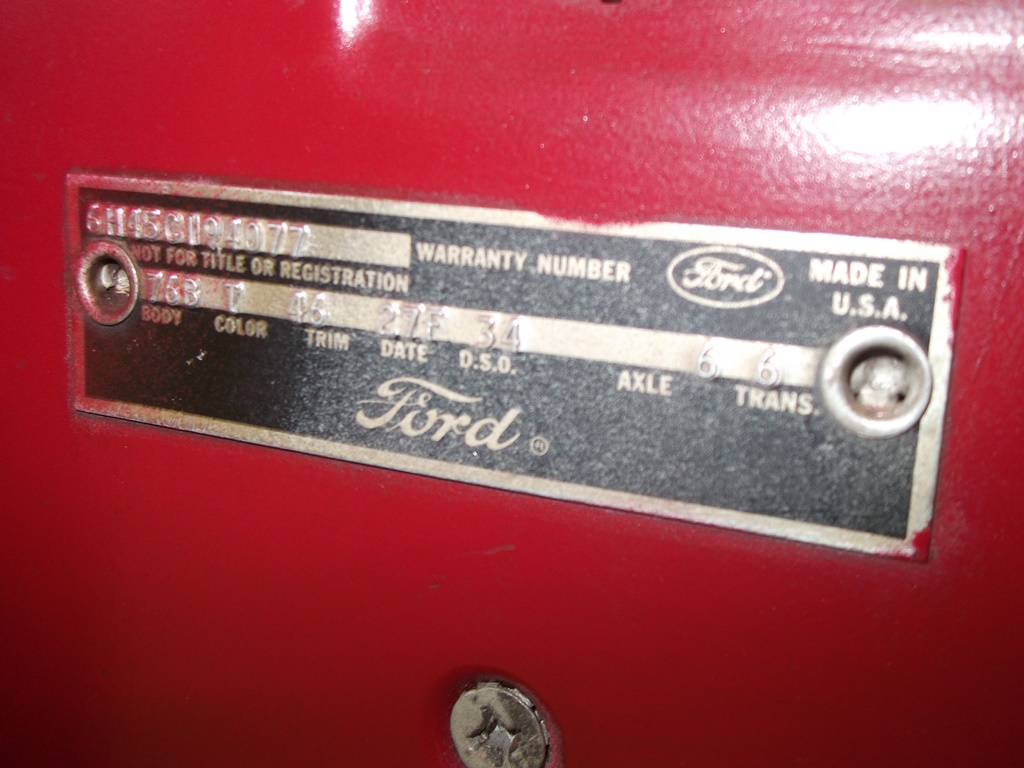 6H45C194077
NOT FOR TITLE OR REGISTRATION
WARRANTY NUMBER
Ford
MADE IN
U.S.A.
76B T 46 27F 34 6 6
BODY COLOR TRIM DATE D.S.O. AXLE TRANS.
Ford ®